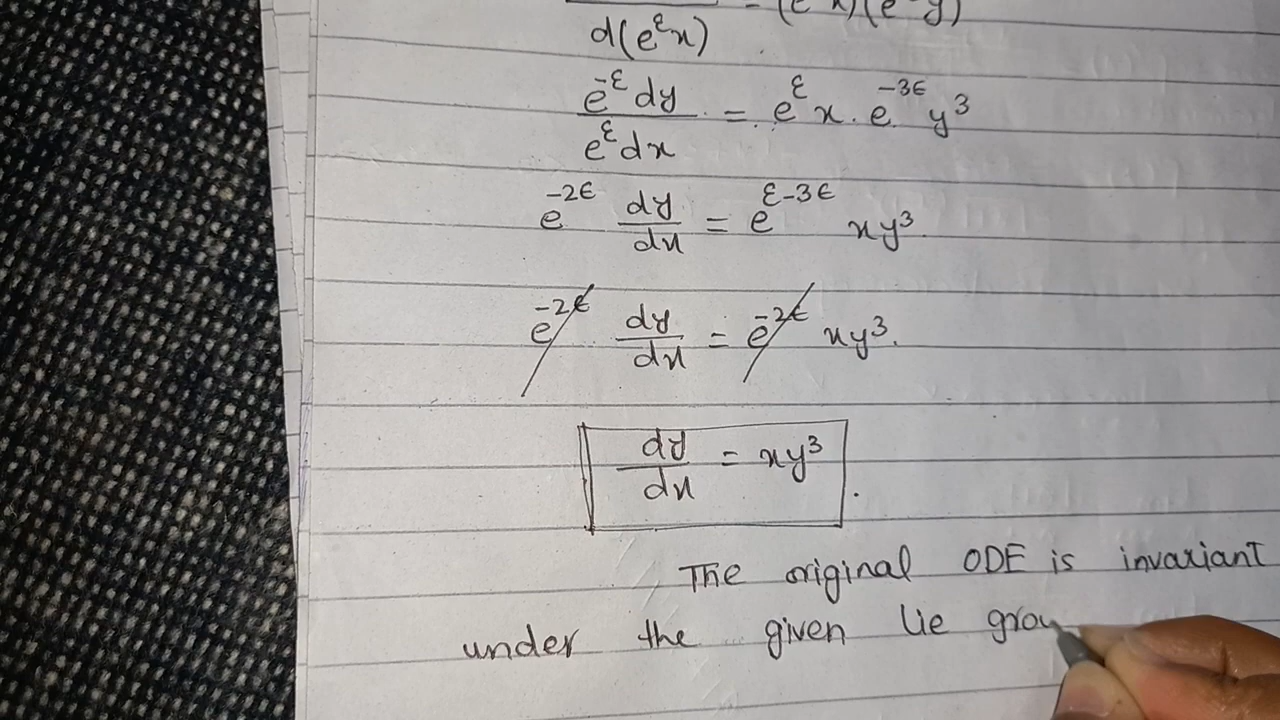 d(e^ε x) = (e^ε x)(e^-ε y)
e^-ε dy / e^ε dx = e^ε x . e^-3ε y^3
e^-2ε dy/dx = e^ε-3ε xy^3.
e^-2ε dy/dx = e^-2ε xy^3.
dy/dx = xy^3.
The original ODE is invariant
under the given lie grou